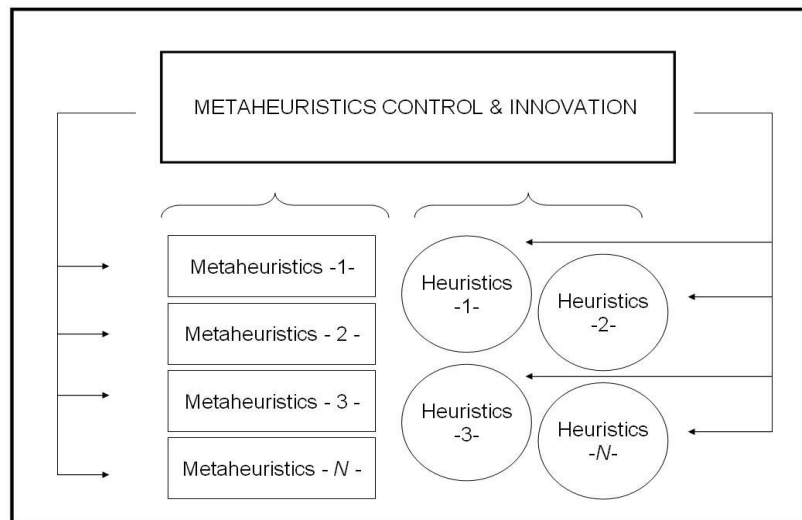 METAHEURISTICS CONTROL & INNOVATION
Metaheuristics -1-
Metaheuristics - 2 -
Metaheuristics - 3 -
Metaheuristics - N -
Heuristics
-1-
Heuristics
-2-
Heuristics
-3-
Heuristics
-N-